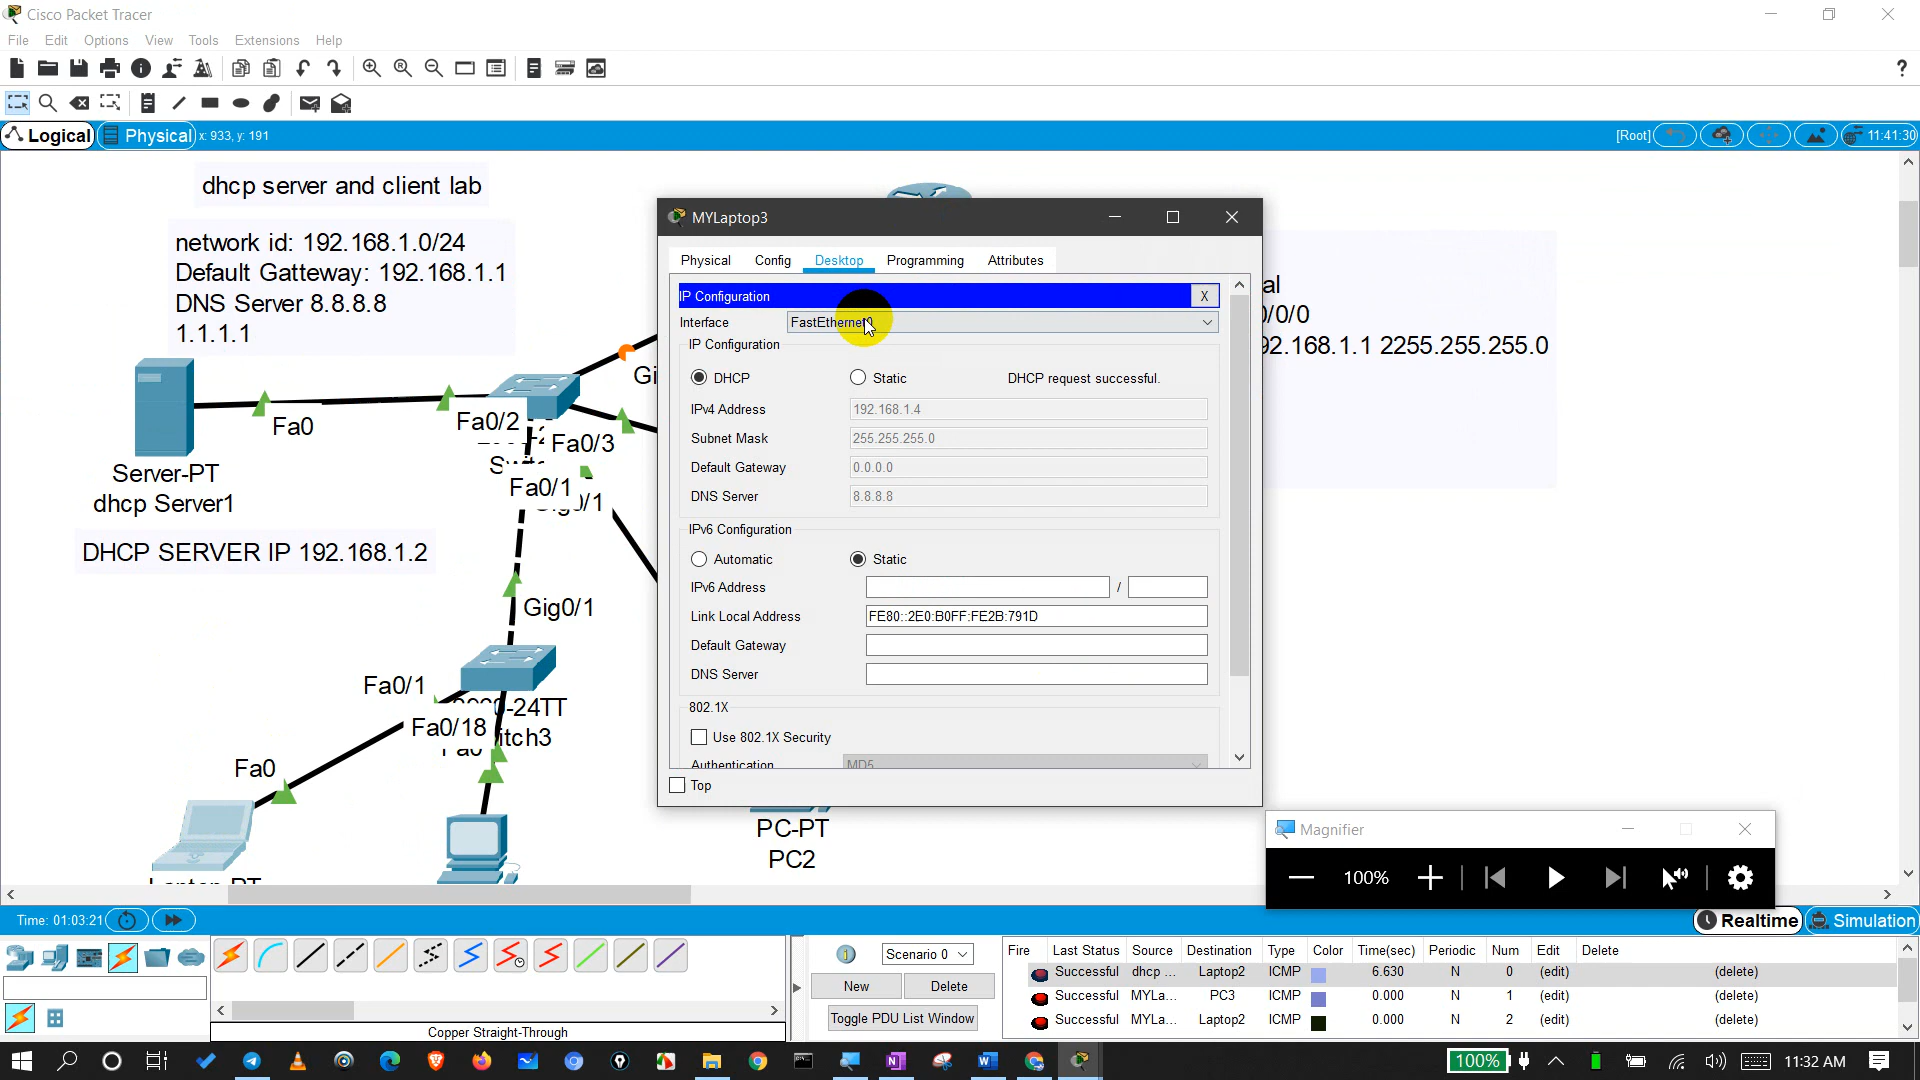 Cisco Packet Tracer
File Edit Options View Tools Extensions Help
?
Logical Physical x: 933, y: 191
[Root] 11:41:30
dhcp server and client lab
network id: 192.168.1.0/24
Default Gatteway: 192.168.1.1
DNS Server 8.8.8.8
1.1.1.1
Fa0
Fa0/2
Fa0/3
Gi
Fa0/1
Server-PT
dhcp Server1
DHCP SERVER IP 192.168.1.2
Gig0/1
Fa0/1
-24TT
Fa0/18
itch3
Fa0
PC-PT
PC2
al
0/0/0
92.168.1.1 2255.255.255.0
MYLaptop3
Physical Config Desktop Programming Attributes
IP Configuration X
Interface FastEthernet0
IP Configuration
DHCP Static DHCP request successful.
IPv4 Address 192.168.1.4
Subnet Mask 255.255.255.0
Default Gateway 0.0.0.0
DNS Server 8.8.8.8
IPv6 Configuration
Automatic Static
IPv6 Address /
Link Local Address FE80::2E0:B0FF:FE2B:791D
Default Gateway
DNS Server
802.1X
Use 802.1X Security
Authentication MD5
Top
Magnifier
100%
Time: 01:03:21
Realtime Simulation
Copper Straight-Through
Scenario 0
New Delete
Toggle PDU List Window
Fire Last Status Source Destination Type Color Time(sec) Periodic Num Edit Delete
Successful dhcp ... Laptop2 ICMP 6.630 N 0 (edit) (delete)
Successful MYLa... PC3 ICMP 0.000 N 1 (edit) (delete)
Successful MYLa... Laptop2 ICMP 0.000 N 2 (edit) (delete)
100% 11:32 AM